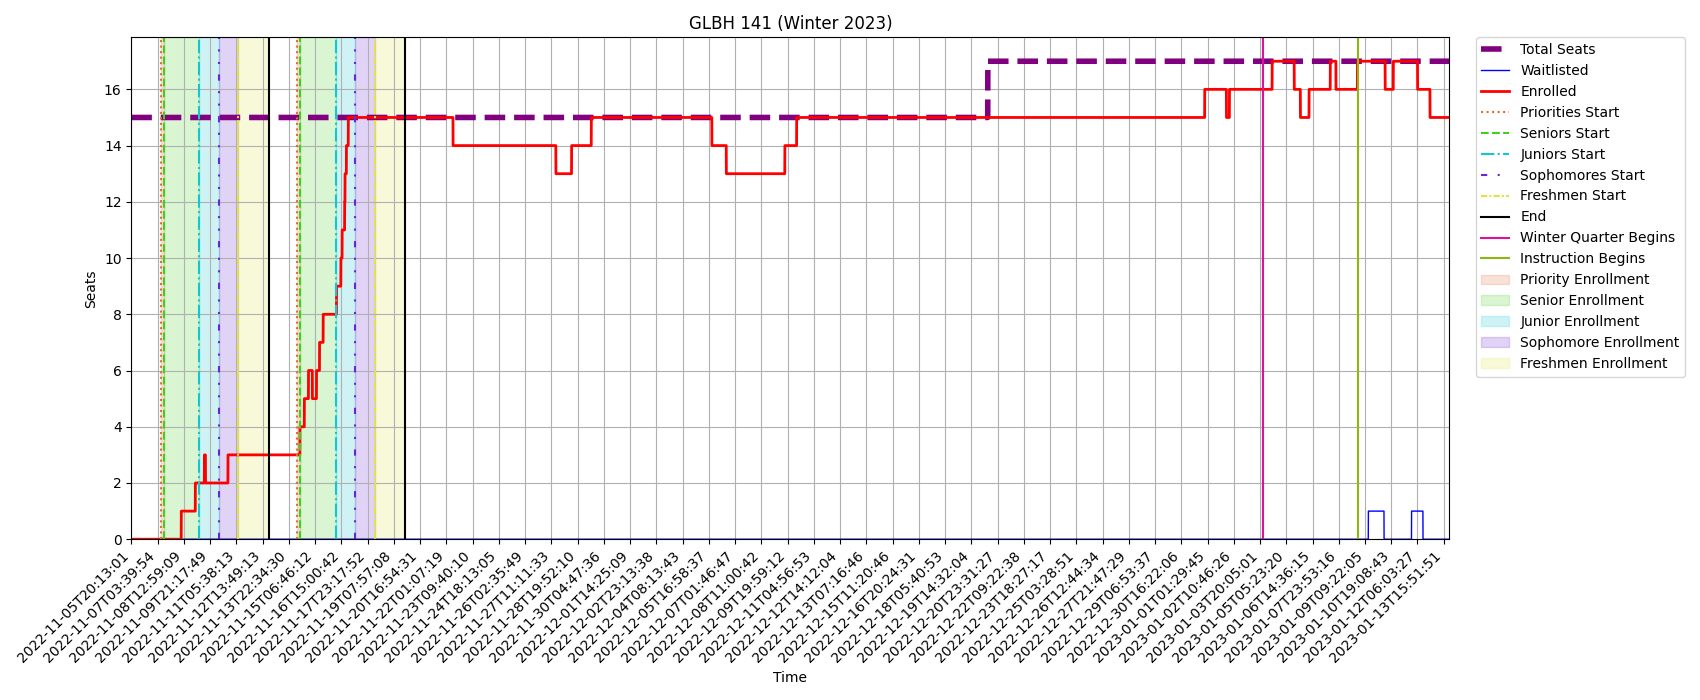 GLBH 141 (Winter 2023)
Seats
16
14
12
10
8
6
4
2
0
2022-11-05T20:13:01
2022-11-07T03:39:54
2022-11-08T12:59:09
2022-11-09T21:17:49
2022-11-11T05:38:13
2022-11-12T13:49:13
2022-11-13T22:34:30
2022-11-15T06:46:12
2022-11-16T15:00:42
2022-11-17T23:17:52
2022-11-19T07:57:08
2022-11-20T16:54:31
2022-11-22T01:07:19
2022-11-23T09:40:10
2022-11-24T18:13:05
2022-11-26T02:35:49
2022-11-27T11:11:33
2022-11-28T19:52:10
2022-11-30T04:47:36
2022-12-01T14:25:09
2022-12-02T23:13:38
2022-12-04T08:13:43
2022-12-05T16:58:37
2022-12-07T01:46:47
2022-12-08T11:00:42
2022-12-09T19:59:12
2022-12-11T04:56:53
2022-12-12T14:12:04
2022-12-13T07:16:46
2022-12-15T11:20:46
2022-12-16T20:24:31
2022-12-18T05:40:53
2022-12-19T14:32:04
2022-12-20T23:31:27
2022-12-22T09:22:38
2022-12-23T18:27:17
2022-12-25T03:28:51
2022-12-26T12:44:34
2022-12-27T21:47:29
2022-12-29T06:53:37
2022-12-30T16:22:06
2023-01-01T01:29:45
2023-01-02T10:46:26
2023-01-03T20:05:01
2023-01-05T05:23:20
2023-01-06T14:36:15
2023-01-07T23:53:16
2023-01-09T09:22:05
2023-01-10T19:08:43
2023-01-12T06:03:27
2023-01-13T15:51:51
Time
Total Seats
Waitlisted
Enrolled
Priorities Start
Seniors Start
Juniors Start
Sophomores Start
Freshmen Start
End
Winter Quarter Begins
Instruction Begins
Priority Enrollment
Senior Enrollment
Junior Enrollment
Sophomore Enrollment
Freshmen Enrollment